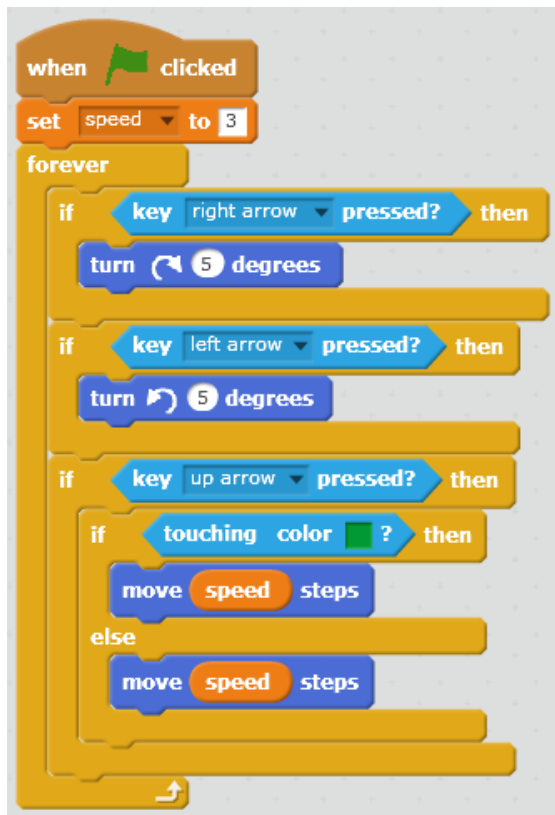 when clicked
set speed to 3
forever
if key right arrow pressed? then
turn 5 degrees
if key left arrow pressed? then
turn 5 degrees
if key up arrow pressed? then
if touching color ? then
move speed steps
else
move speed steps